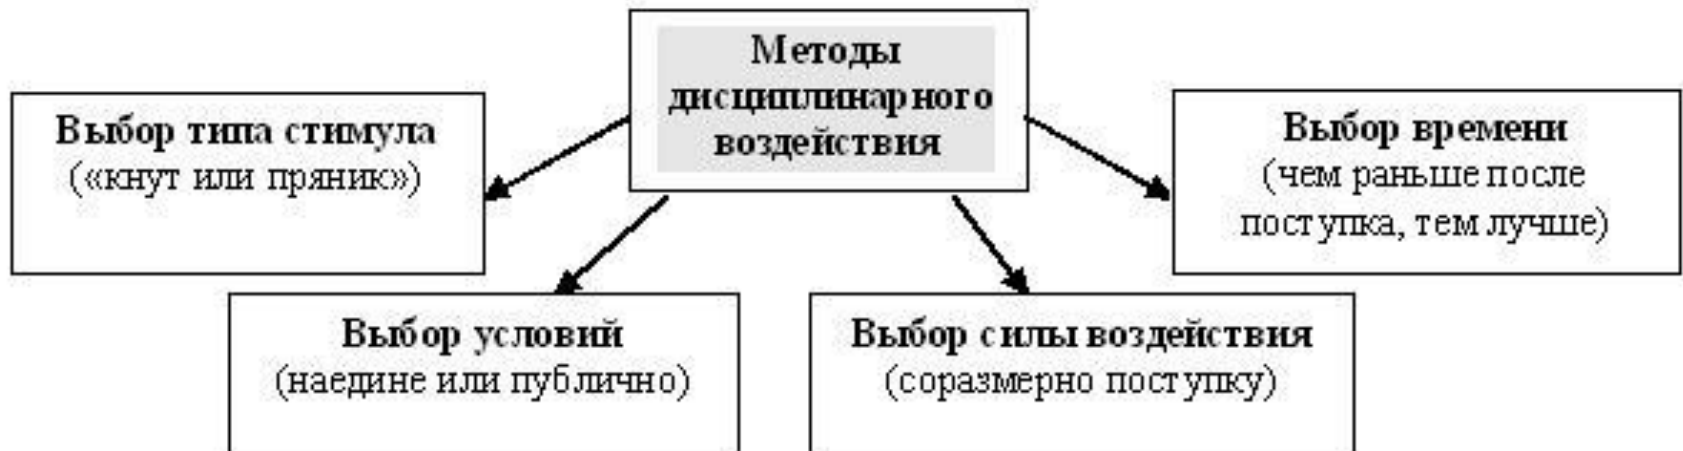 Методы
дисциплинарного
воздействия
Выбор типа стимула
(«кнут или пряник»)
Выбор времени
(чем раньше после
поступка, тем лучше)
Выбор условий
(наедине или публично)
Выбор силы воздействия
(соразмерно поступку)